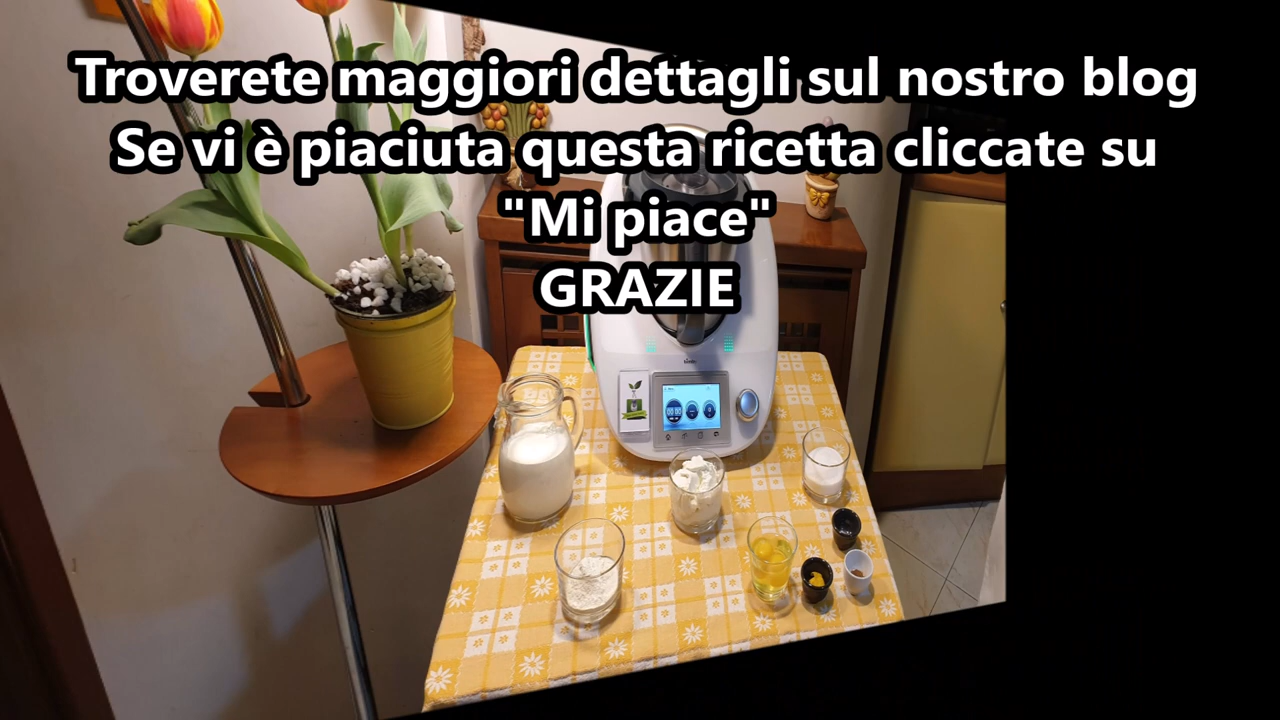 Troverete maggiori dettagli sul nostro blog
Se vi è piaciuta questa ricetta cliccate su
"Mi piace"
GRAZIE